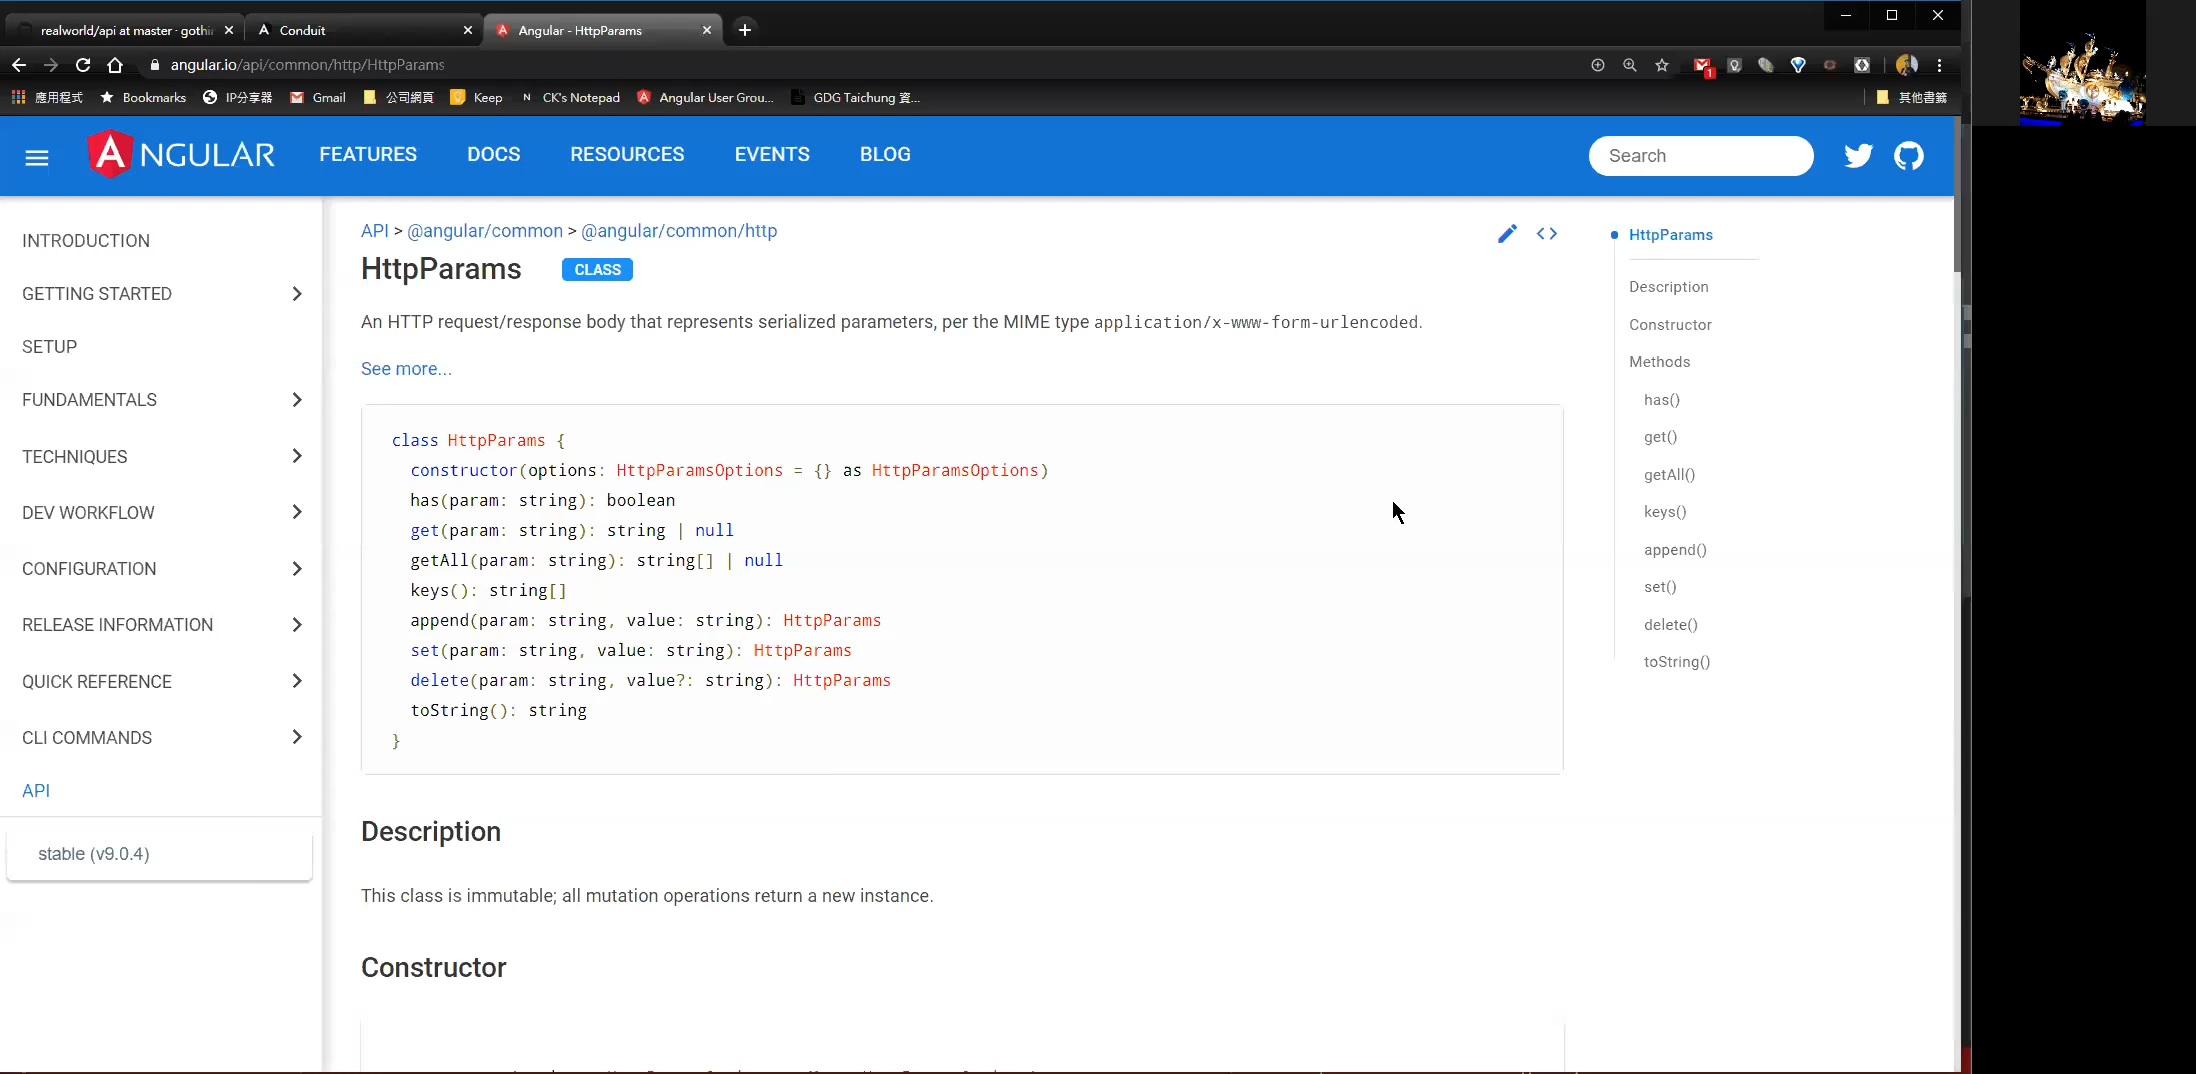 realworld/api at master · gothi
Conduit
Angular - HttpParams
angular.io/api/common/http/HttpParams
應用程式
Bookmarks
IP分享器
Gmail
公司網頁
Keep
CK's Notepad
Angular User Grou...
GDG Taichung 資...
其他書籤
ANGULAR
FEATURES
DOCS
RESOURCES
EVENTS
BLOG
Search
INTRODUCTION
GETTING STARTED
SETUP
FUNDAMENTALS
TECHNIQUES
DEV WORKFLOW
CONFIGURATION
RELEASE INFORMATION
QUICK REFERENCE
CLI COMMANDS
API
stable (v9.0.4)
API > @angular/common > @angular/common/http
HttpParams CLASS
An HTTP request/response body that represents serialized parameters, per the MIME type application/x-www-form-urlencoded.
See more...
class HttpParams {
constructor(options: HttpParamsOptions = {} as HttpParamsOptions)
has(param: string): boolean
get(param: string): string | null
getAll(param: string): string[] | null
keys(): string[]
append(param: string, value: string): HttpParams
set(param: string, value: string): HttpParams
delete(param: string, value?: string): HttpParams
toString(): string
}
Description
This class is immutable; all mutation operations return a new instance.
Constructor
HttpParams
Description
Constructor
Methods
has()
get()
getAll()
keys()
append()
set()
delete()
toString()